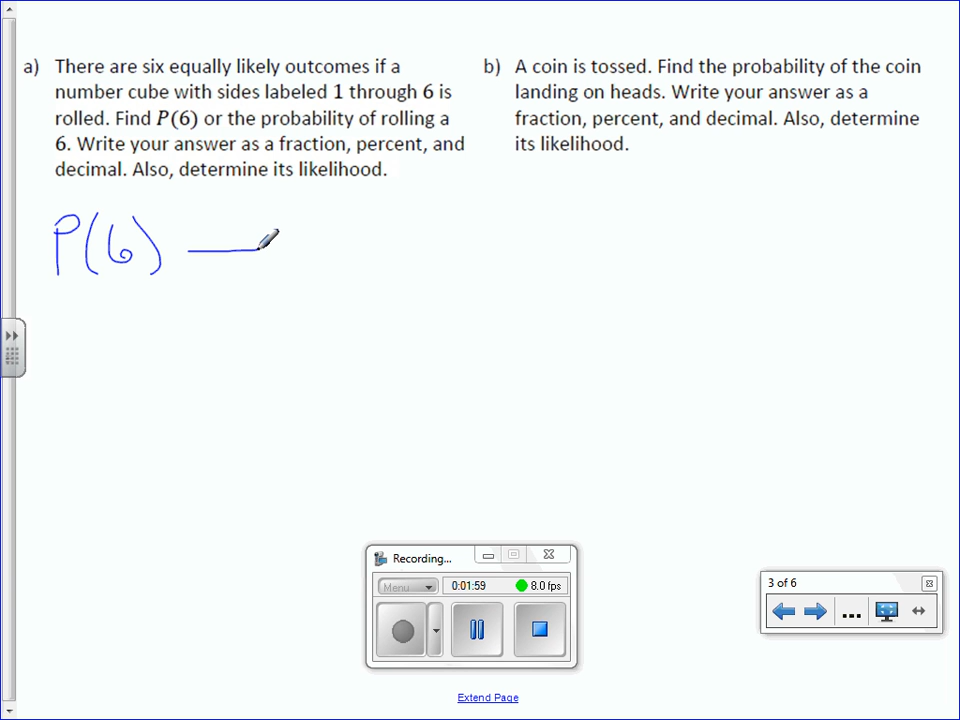 a) There are six equally likely outcomes if a
number cube with sides labeled 1 through 6 is
rolled. Find P(6) or the probability of rolling a
6. Write your answer as a fraction, percent, and
decimal. Also, determine its likelihood.
b) A coin is tossed. Find the probability of the coin
landing on heads. Write your answer as a
fraction, percent, and decimal. Also, determine
its likelihood.
P(6)
Recording...
Menu
0:01:59
8.0 fps
3 of 6
...
Extend Page